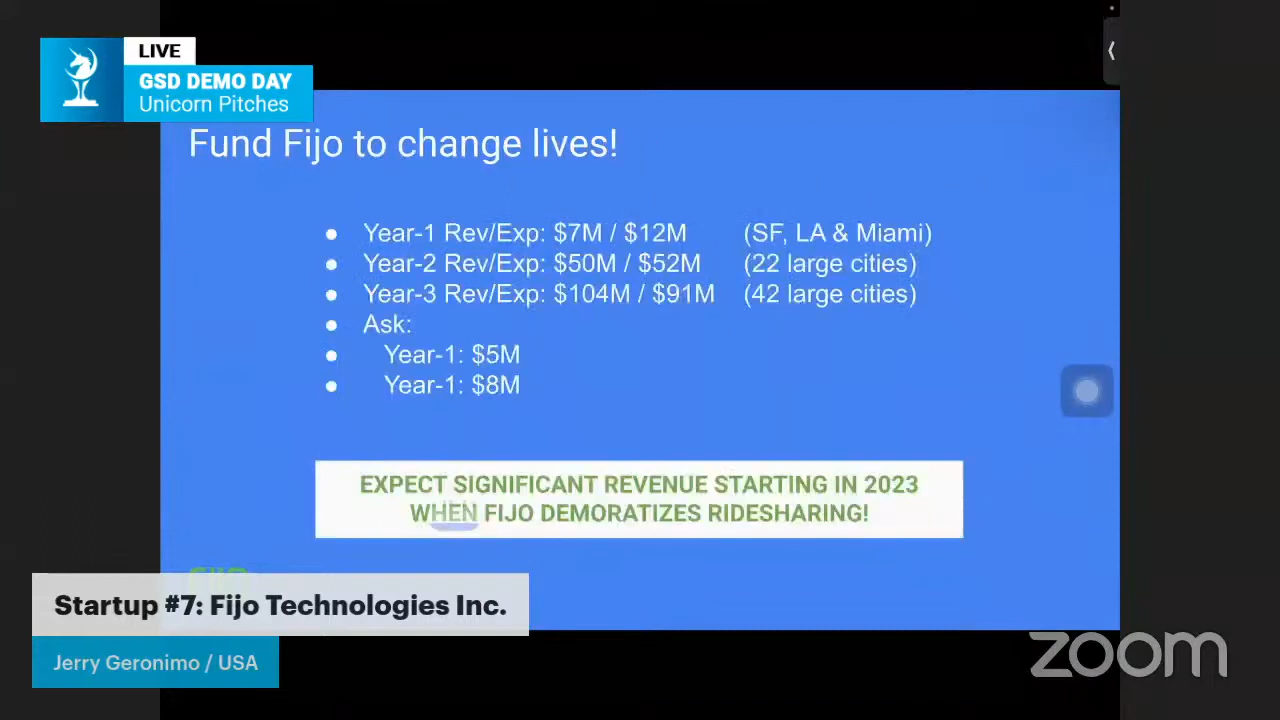 LIVE
GSD DEMO DAY
Unicorn Pitches
Fund Fijo to change lives!
Year-1 Rev/Exp: $7M / $12M (SF, LA & Miami)
Year-2 Rev/Exp: $50M / $52M (22 large cities)
Year-3 Rev/Exp: $104M / $91M (42 large cities)
Ask:
Year-1: $5M
Year-1: $8M
EXPECT SIGNIFICANT REVENUE STARTING IN 2023
WHEN FIJO DEMORATIZES RIDESHARING!
Startup #7: Fijo Technologies Inc.
Jerry Geronimo / USA
zoom